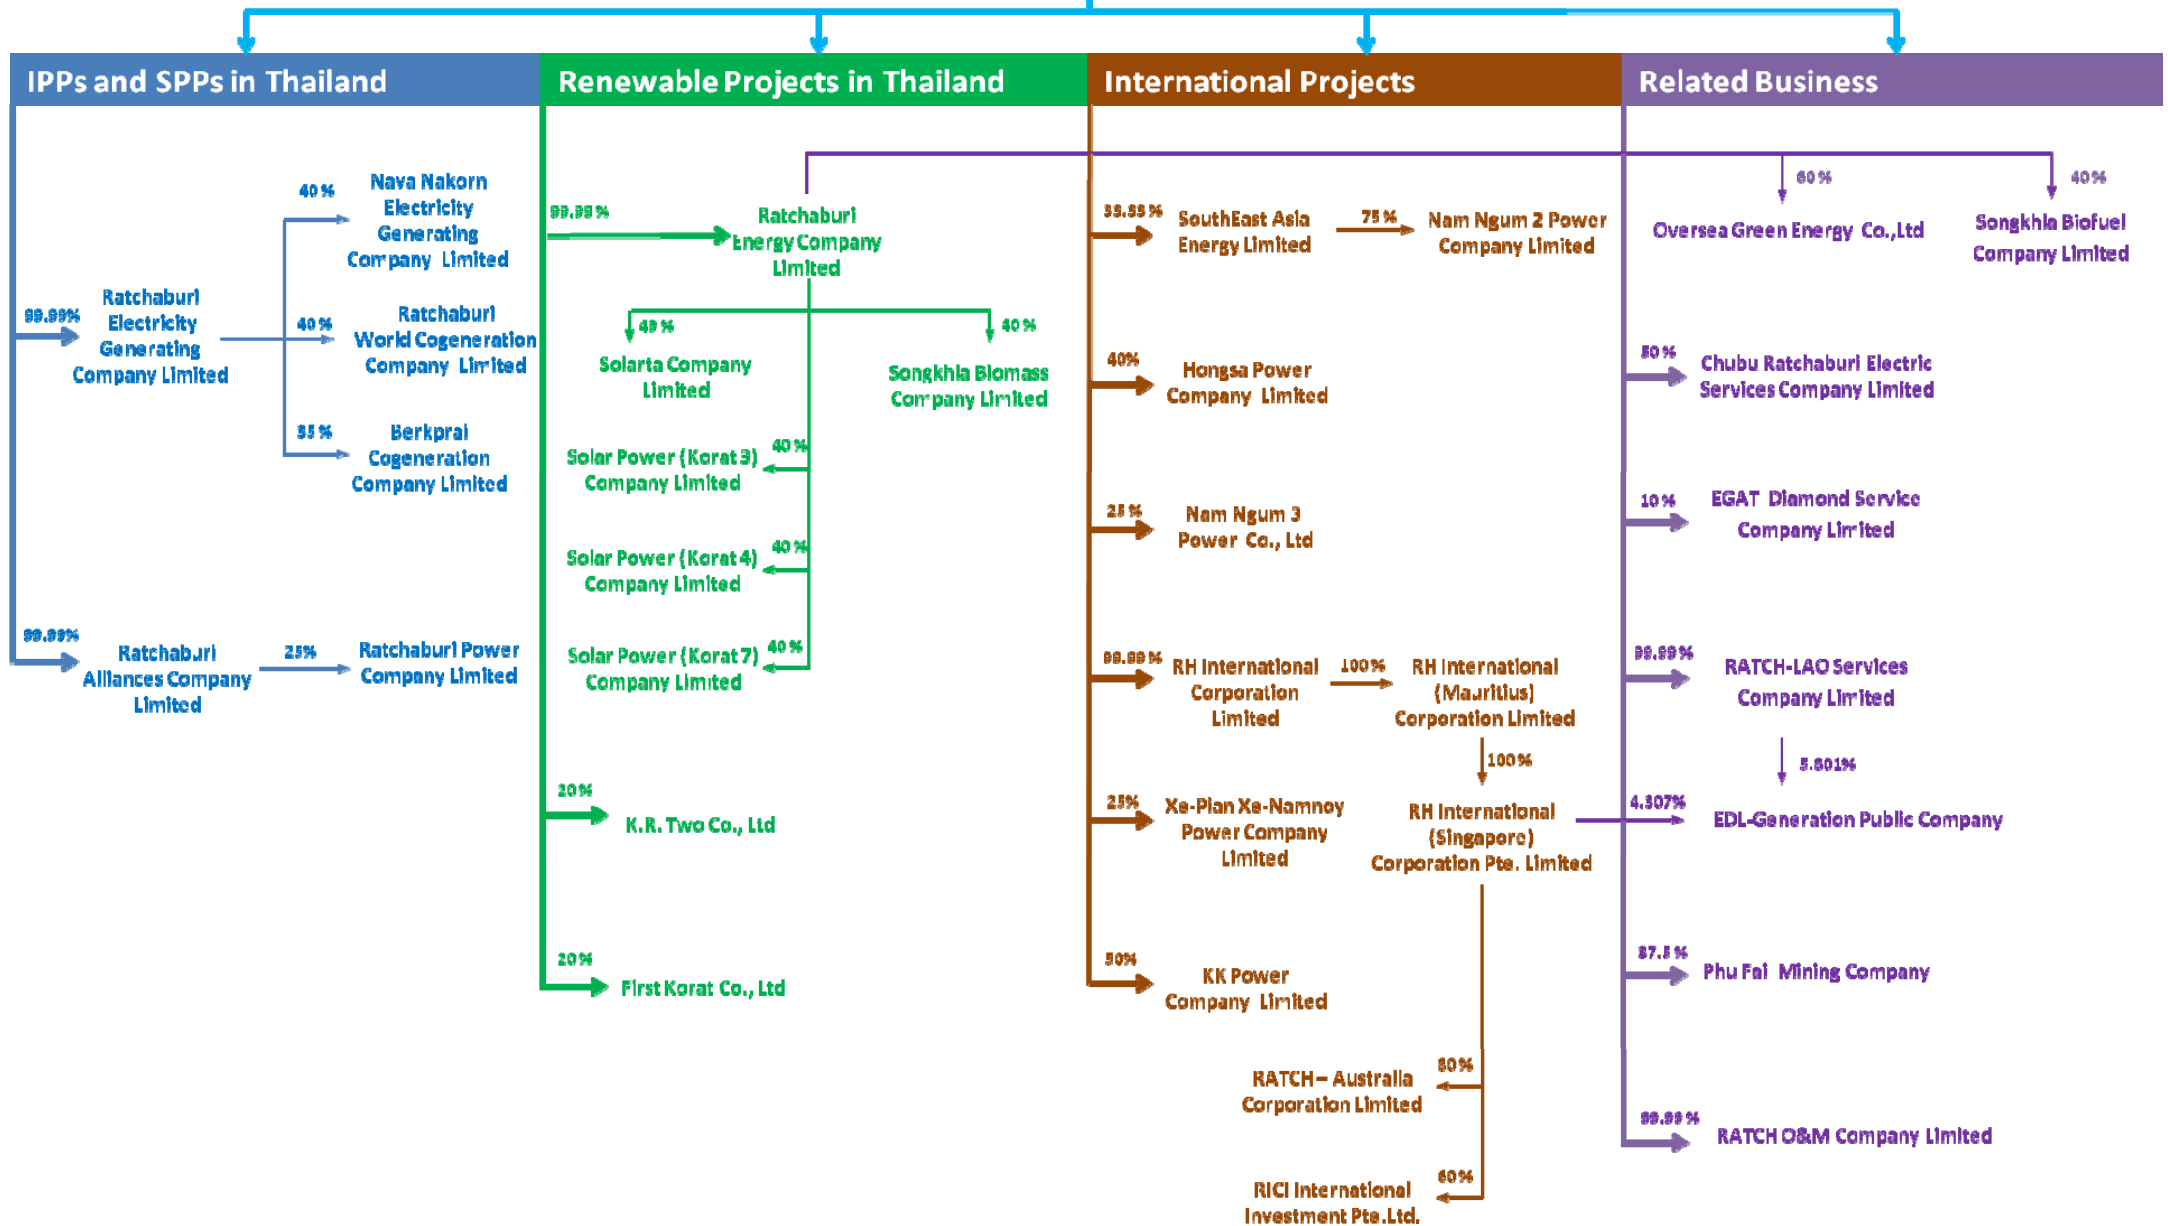 IPPs and SPPs in Thailand
40%
Nava Nakorn
Electricity
Generating
Company Limited
99.99%
Ratchaburi
Electricity
Generating
Company Limited
40%
Ratchaburi
World Cogeneration
Company Limited
35%
Berkprai
Cogeneration
Company Limited
99.99%
Ratchaburi
Alliances Company
Limited
25%
Ratchaburi Power
Company Limited
Renewable Projects in Thailand
99.99%
Ratchaburi
Energy Company
Limited
49%
Solarta Company
Limited
40%
Songkhla Biomass
Company Limited
40%
Solar Power (Korat 3)
Company Limited
40%
Solar Power (Korat 4)
Company Limited
40%
Solar Power (Korat 7)
Company Limited
20%
K.R. Two Co., Ltd
20%
First Korat Co., Ltd
International Projects
SouthEast Asia
Energy Limited
75%
Nam Ngum 2 Power
Company Limited
40%
Hongsa Power
Company Limited
25%
Nam Ngum 3
Power Co., Ltd
99.99%
RH International
Corporation
Limited
100%
RH International
(Mauritius)
Corporation Limited
100%
25%
Xe-Pian Xe-Namnoy
Power Company
Limited
RH International
(Singapore)
Corporation Pte. Limited
50%
KK Power
Company Limited
80%
RATCH – Australia
Corporation Limited
60%
RICI International
Investment Pte.Ltd.
Related Business
60%
Oversea Green Energy Co.,Ltd
40%
Songkhla Biofuel
Company Limited
50%
Chubu Ratchaburi Electric
Services Company Limited
10%
EGAT Diamond Service
Company Limited
99.99%
RATCH-LAO Services
Company Limited
4.307%
EDL-Generation Public Company
37.5%
Phu Fai Mining Company
99.99%
RATCH O&M Company Limited